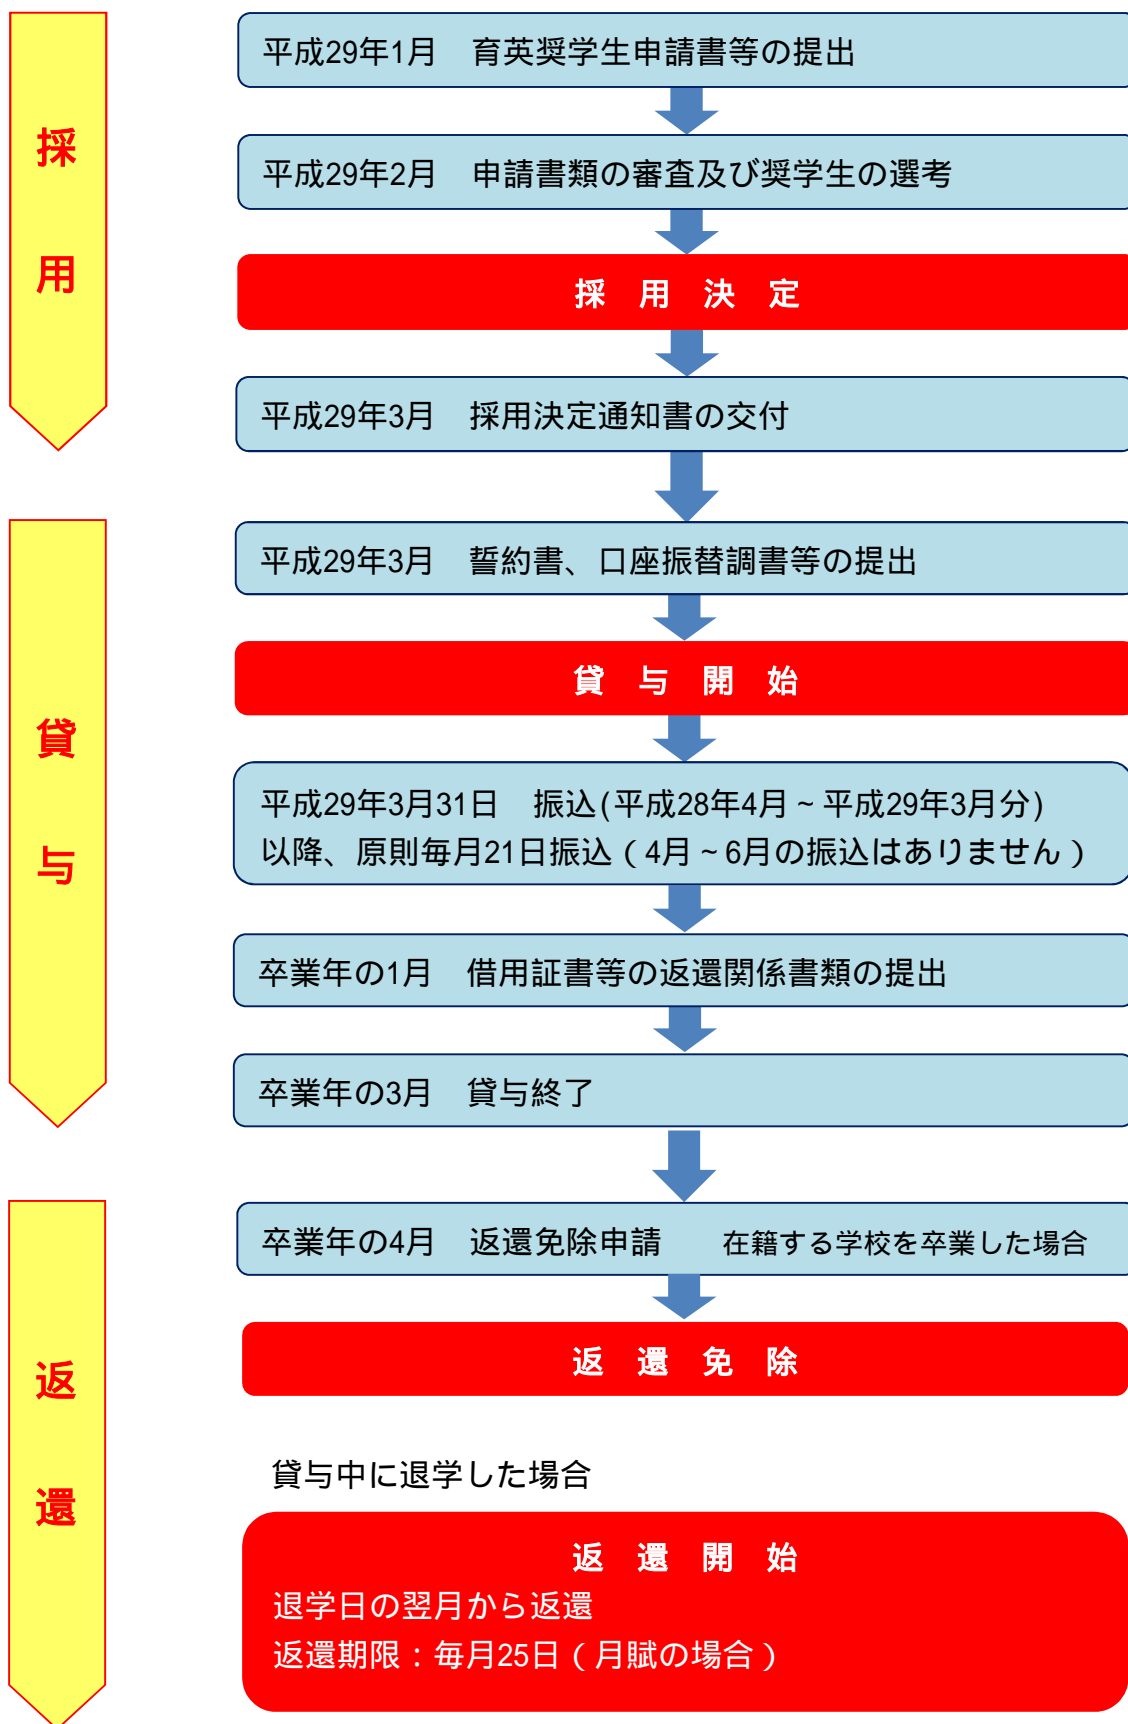 採用
平成29年1月　育英奨学生申請書等の提出
平成29年2月　申請書類の審査及び奨学生の選考
採　用　決　定
平成29年3月　採用決定通知書の交付
貸与
平成29年3月　誓約書、口座振替調書等の提出
貸　与　開　始
平成29年3月31日　振込(平成28年4月～平成29年3月分)
以降、原則毎月21日振込（4月～6月の振込はありません）
卒業年の1月　借用証書等の返還関係書類の提出
卒業年の3月　貸与終了
返還
卒業年の4月　返還免除申請　　在籍する学校を卒業した場合
返　還　免　除
貸与中に退学した場合
返　還　開　始
退学日の翌月から返還
返還期限：毎月25日（月賦の場合）